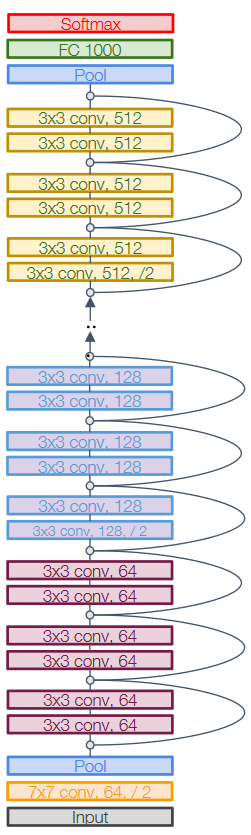 Softmax
FC 1000
Pool
3x3 conv, 512
3x3 conv, 512
3x3 conv, 512
3x3 conv, 512
3x3 conv, 512
3x3 conv, 512, /2
..
3x3 conv, 128
3x3 conv, 128
3x3 conv, 128
3x3 conv, 128
3x3 conv, 128
3x3 conv, 128, / 2
3x3 conv, 64
3x3 conv, 64
3x3 conv, 64
3x3 conv, 64
3x3 conv, 64
3x3 conv, 64
Pool
7x7 conv, 64, / 2
Input